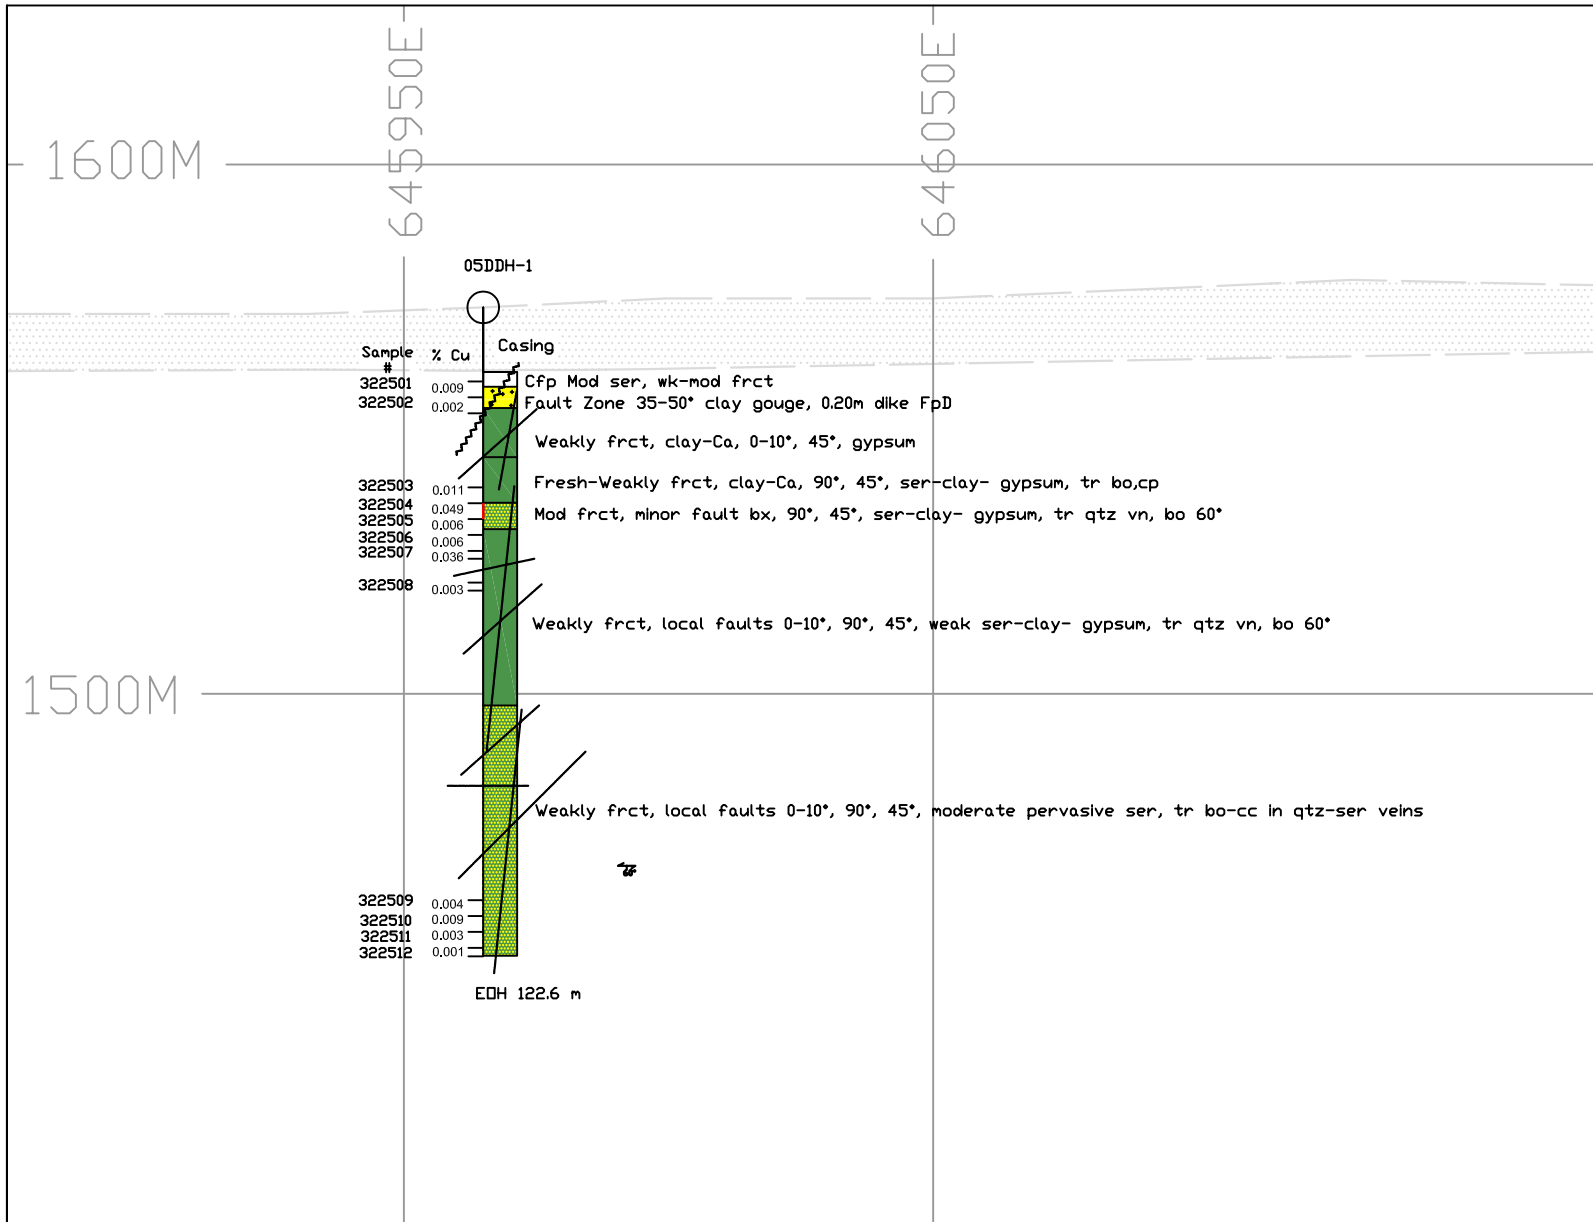 645950E
646050E
1600M
05DDH-1
Casing
Sample
#
% Cu
322501 0.009 Cfp Mod ser, wk-mod frct
322502 0.002 Fault Zone 35-50° clay gouge, 0.20m dike FpD
Weakly frct, clay-Ca, 0-10°, 45°, gypsum
322503 0.011 Fresh-Weakly frct, clay-Ca, 90°, 45°, ser-clay- gypsum, tr bo,cp
322504 0.049
322505 0.006 Mod frct, minor fault bx, 90°, 45°, ser-clay- gypsum, tr qtz vn, bo 60°
322506 0.006
322507 0.036
322508 0.003
Weakly frct, local faults 0-10°, 90°, 45°, weak ser-clay- gypsum, tr qtz vn, bo 60°
1500M
Weakly frct, local faults 0-10°, 90°, 45°, moderate pervasive ser, tr bo-cc in qtz-ser veins
322509 0.004
322510 0.009
322511 0.003
322512 0.001
EOH 122.6 m